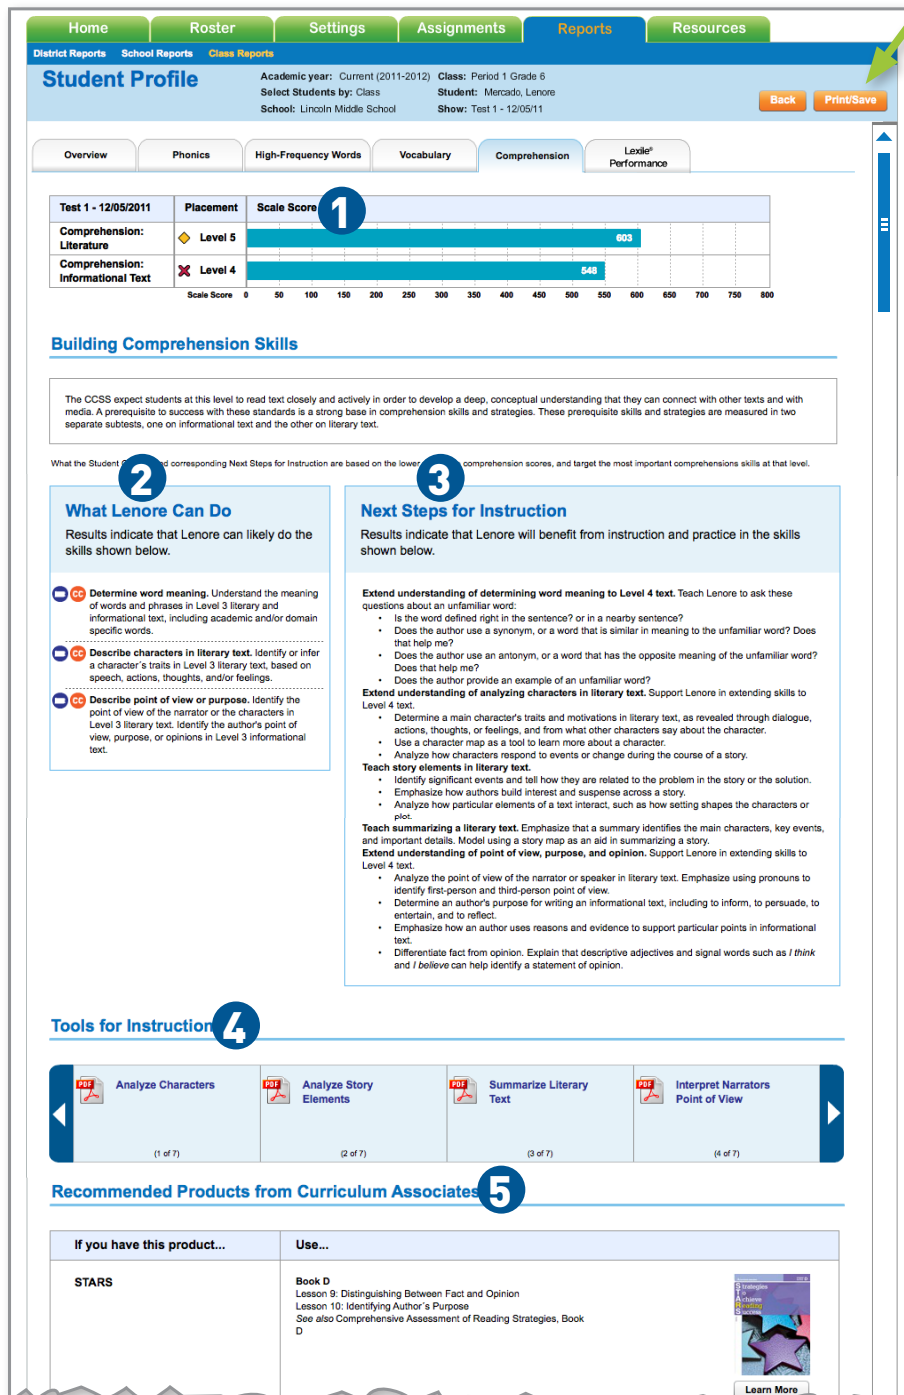 Home Roster Settings Assignments Reports Resources
District Reports School Reports Class Reports
Student Profile
Academic year: Current (2011-2012) Class: Period 1 Grade 6
Select Students by: Class Student: Mercado, Lenore
School: Lincoln Middle School Show: Test 1 - 12/05/11
Back Print/Save
Overview Phonics High-Frequency Words Vocabulary Comprehension Lexile®
Performance
Test 1 - 12/05/2011 Placement Scale Score 1
Comprehension:
Literature Level 5 603
Comprehension:
Informational Text Level 4 548
Scale Score 0 50 100 150 200 250 300 350 400 450 500 550 600 650 700 750 800
Building Comprehension Skills
The CCSS expect students at this level to read text closely and actively in order to develop a deep, conceptual understanding that they can connect with other texts and with
media. A prerequisite to success with these standards is a strong base in comprehension skills and strategies. These prerequisite skills and strategies are measured in two
separate subtests, one on informational text and the other on literary text.
What the Student corresponding Next Steps for Instruction are based on the comprehension scores, and target the most important comprehensions skills at that level.
2
What Lenore Can Do
Results indicate that Lenore can likely do the
skills shown below.
CC Determine word meaning. Understand the meaning
of words and phrases in Level 3 literary and
informational text, including academic and/or domain
specific words.
CC Describe characters in literary text. Identify or infer
a character´s traits in Level 3 literary text, based on
speech, actions, thoughts, and/or feelings.
CC Describe point of view or purpose. Identify the
point of view of the narrator or the characters in
Level 3 literary text. Identify the author's point of
view, purpose, or opinions in Level 3 informational
text.
3
Next Steps for Instruction
Results indicate that Lenore will benefit from instruction and practice in the skills
shown below.
Extend understanding of determining word meaning to Level 4 text. Teach Lenore to ask these
questions about an unfamiliar word:
• Is the word defined right in the sentence? or in a nearby sentence?
• Does the author use a synonym, or a word that is similar in meaning to the unfamiliar word? Does
that help me?
• Does the author use an antonym, or a word that has the opposite meaning of the unfamiliar word?
Does that help me?
• Does the author provide an example of an unfamiliar word?
Extend understanding of analyzing characters in literary text. Support Lenore in extending skills to
Level 4 text.
• Determine a main character's traits and motivations in literary text, as revealed through dialogue,
actions, thoughts, or feelings, and from what other characters say about the character.
• Use a character map as a tool to learn more about a character.
• Analyze how characters respond to events or change during the course of a story.
Teach story elements in literary text.
• Identify significant events and tell how they are related to the problem in the story or the solution.
• Emphasize how authors build interest and suspense across a story.
• Analyze how particular elements of a text interact, such as how setting shapes the characters or
plot.
Teach summarizing a literary text. Emphasize that a summary identifies the main characters, key events,
and important details. Model using a story map as an aid in summarizing a story.
Extend understanding of point of view, purpose, and opinion. Support Lenore in extending skills to
Level 4 text.
• Analyze the point of view of the narrator or speaker in literary text. Emphasize using pronouns to
identify first-person and third-person point of view.
• Determine an author's purpose for writing an informational text, including to inform, to persuade, to
entertain, and to reflect.
• Emphasize how an author uses reasons and evidence to support particular points in informational
text.
• Differentiate fact from opinion. Explain that descriptive adjectives and signal words such as I think
and I believe can help identify a statement of opinion.
Tools for Instruction 4
PDF Analyze Characters
(1 of 7)
PDF Analyze Story
Elements
(2 of 7)
PDF Summarize Literary
Text
(3 of 7)
PDF Interpret Narrators
Point of View
(4 of 7)
Recommended Products from Curriculum Associates 5
If you have this product... Use...
STARS
Book D
Lesson 9: Distinguishing Between Fact and Opinion
Lesson 10: Identifying Author´s Purpose
See also Comprehensive Assessment of Reading Strategies, Book
D
Strategies
To
Achieve
Reading
Success
Learn More